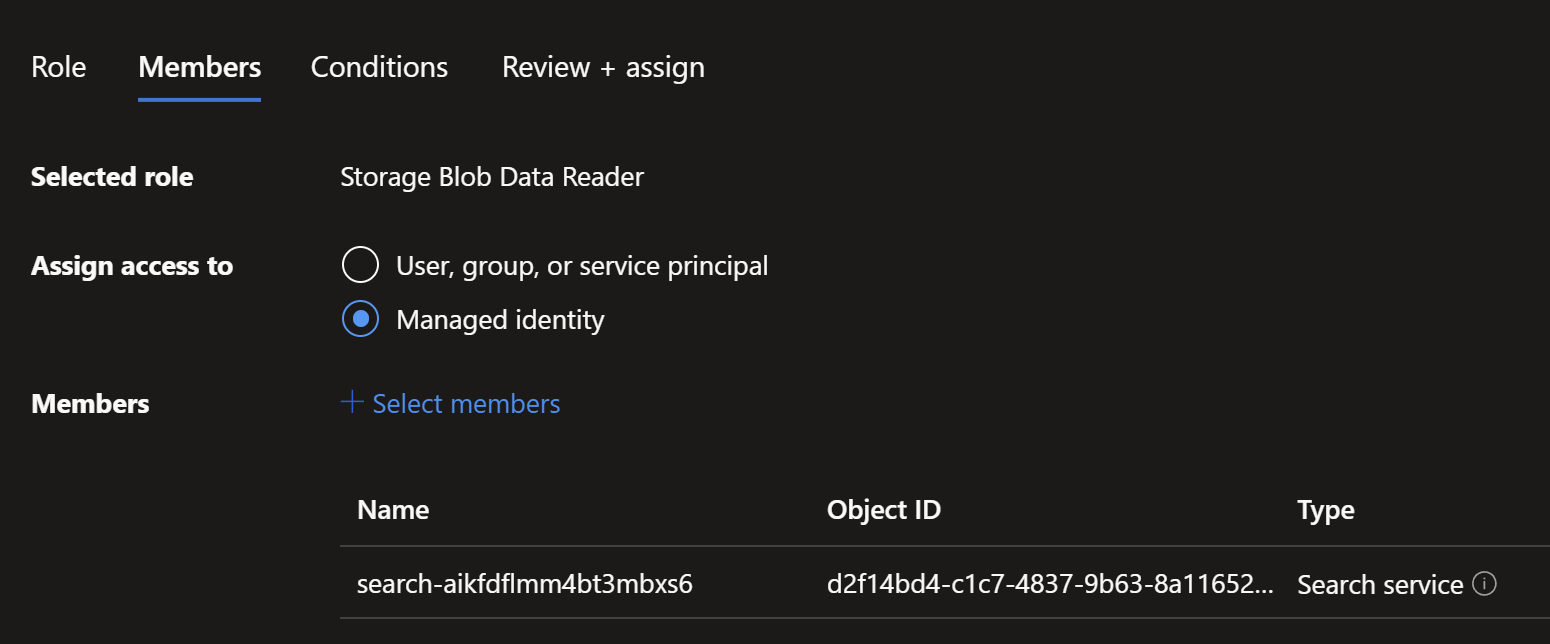 Role Members Conditions Review + assign
Selected role Storage Blob Data Reader
Assign access to User, group, or service principal
Managed identity
Members + Select members
Name Object ID Type
search-aikfdflmm4bt3mbxs6 d2f14bd4-c1c7-4837-9b63-8a11652... Search service